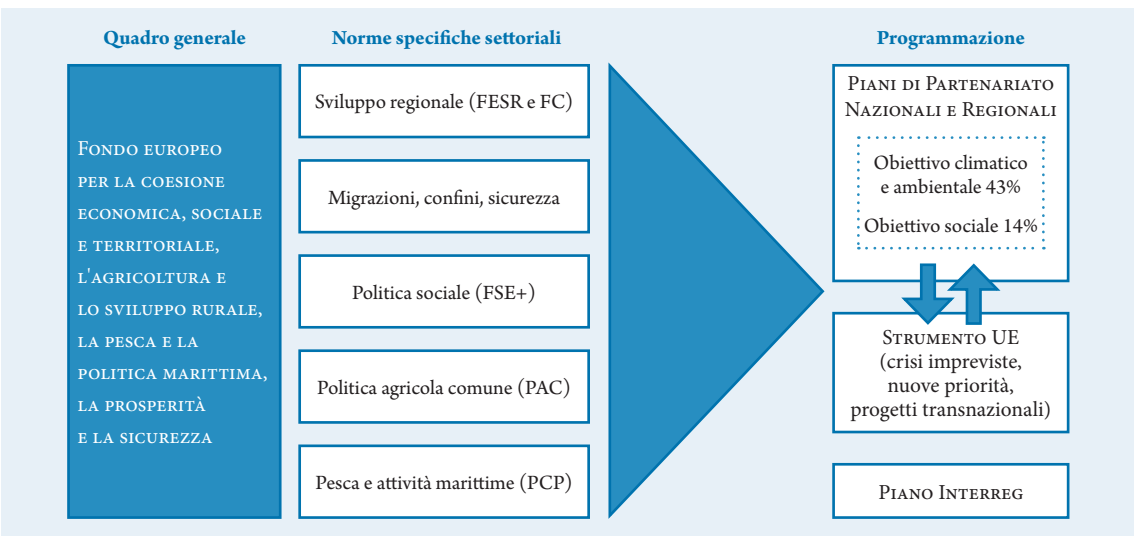 Quadro generale
Norme specifiche settoriali
Programmazione
Fondo europeo
per la coesione
economica, sociale
e territoriale,
l'agricoltura e
lo sviluppo rurale,
la pesca e la
politica marittima,
la prosperità
e la sicurezza
Sviluppo regionale (FESR e FC)
Migrazioni, confini, sicurezza
Politica sociale (FSE+)
Politica agricola comune (PAC)
Pesca e attività marittime (PCP)
Piani di Partenariato
Nazionali e Regionali
Obiettivo climatico
e ambientale 43%
Obiettivo sociale 14%
Strumento UE
(crisi impreviste,
nuove priorità,
progetti transnazionali)
Piano Interreg